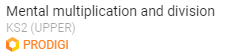 Mental multiplication and division
KS2 (UPPER)
PRODIGI